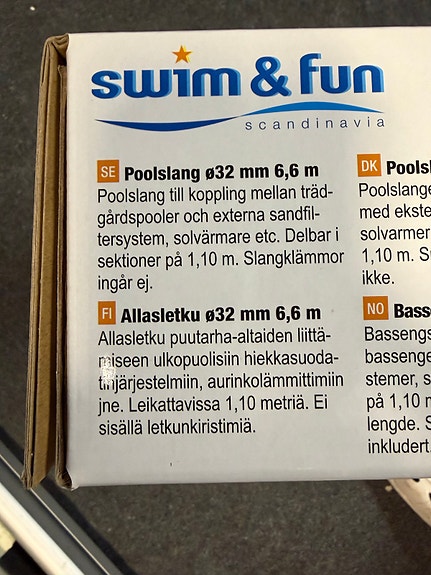 swim & fun
scandinavia
SE Poolslang ø32 mm 6,6 m
Poolslang till koppling mellan träd-
gårdspooler och externa sandfil-
tersystem, solvärmare etc. Delbar i
sektioner på 1,10 m. Slangklämmor
ingår ej.
FI Allasletku ø32 mm 6,6 m
Allasletku puutarha-altaiden liittä-
miseen ulkopuolisiin hiekkasuoda-
tinjärjestelmiin, aurinkolämmittimiin
jne. Leikattavissa 1,10 metriä. Ei
sisällä letkunkiristimiä.
DK Poolsl
Poolslange
med ekste
solvarmer
1,10 m. S
ikke.
NO Bass
Bassengs
bassenge
stemer, s
på 1,10 m
lengde. S
inkludert.